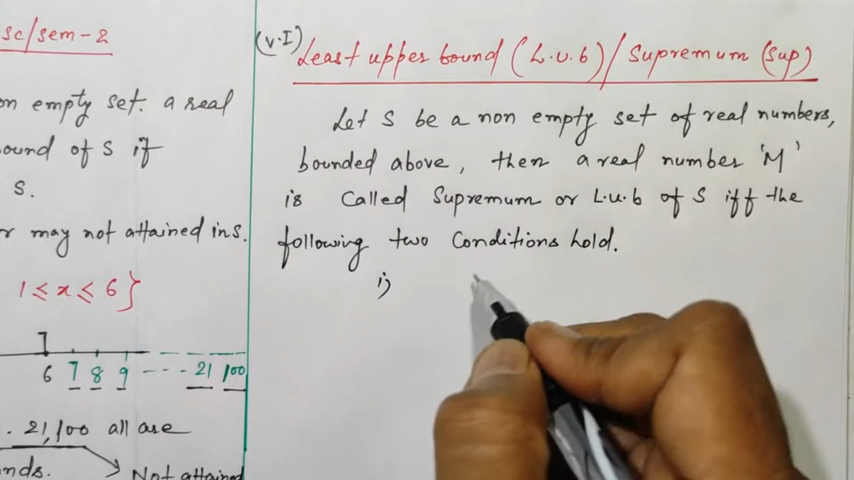 sc/sem-2
on empty set. a real
ound of S if
S.
r may not attained in s.
1 ≤ x ≤ 6 }
6 7 8 9 --- 21 100
. 21,100 all are
nds. Not attained
(V.I) Least upper bound (L.u.b)/Supremum (Sup)
Let S be a non empty set of real numbers,
bounded above, then a real number 'M'
is called Supremum or L.u.b of S iff the
following two Conditions hold.
i)